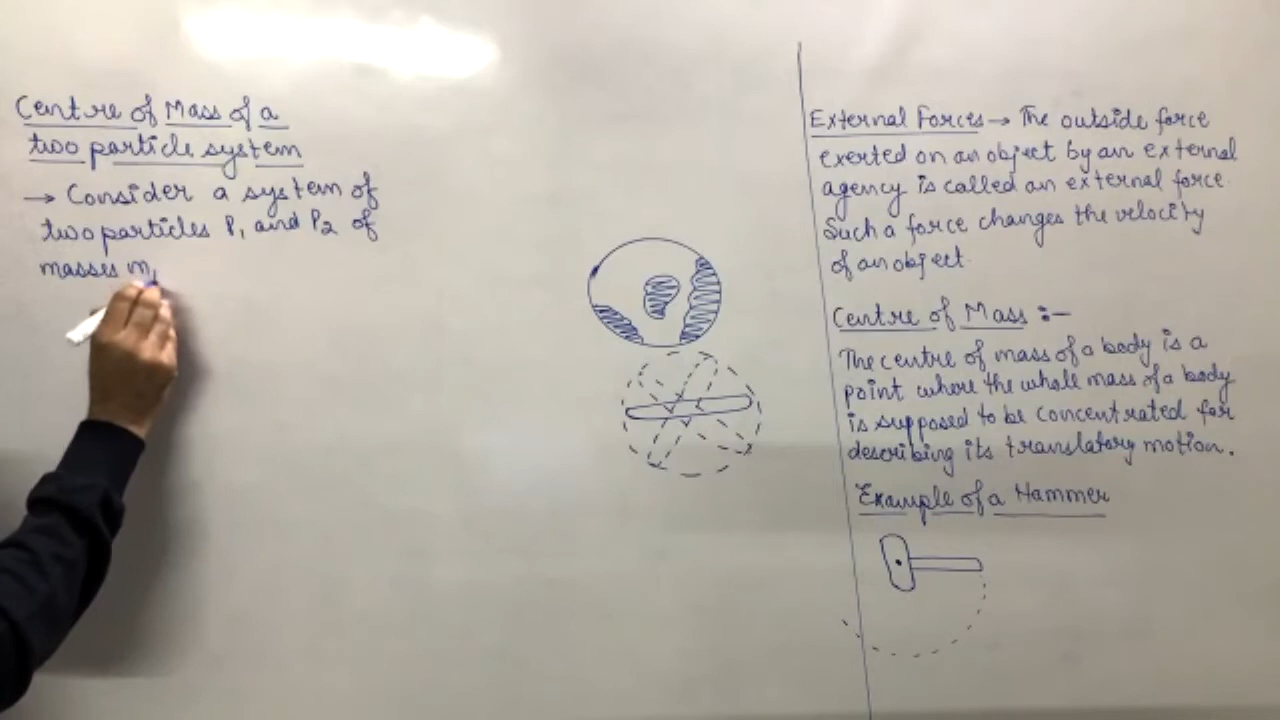 Centre of Mass of a
two particle system
→ Consider a system of
two particles P₁ and P₂ of
masses m₁
External Forces → The outside force
exerted on an object by an external
agency is called an external force.
Such a force changes the velocity
of an object.
Centre of Mass :-
The centre of mass of a body is a
point where the whole mass of a body
is supposed to be concentrated for
describing its translatory motion.
Example of a Hammer